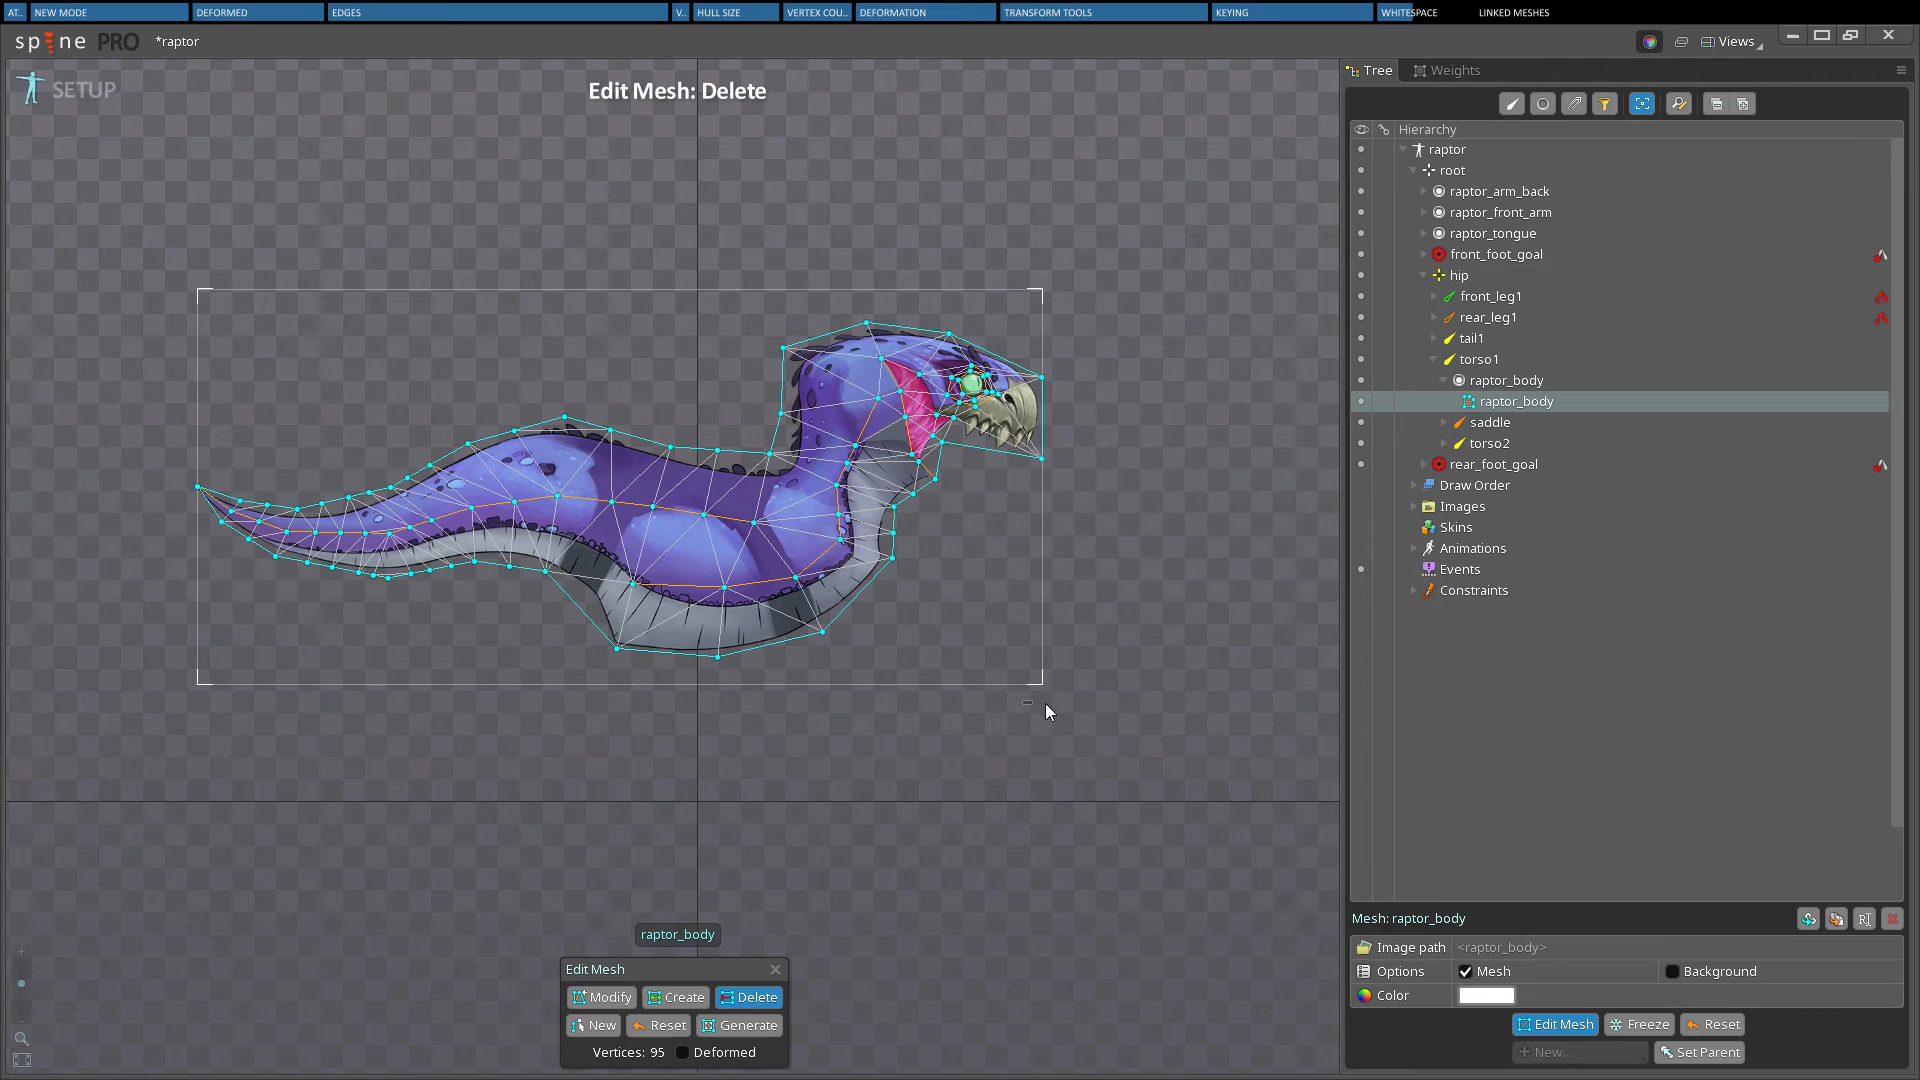 AT.. NEW MODE DEFORMED EDGES V.. HULL SIZE VERTEX COU.. DEFORMATION TRANSFORM TOOLS KEYING WHITESPACE LINKED MESHES
spine PRO *raptor Views
SETUP
Edit Mesh: Delete
raptor_body
Edit Mesh
Modify Create Delete
New Reset Generate
Vertices: 95 Deformed
Tree Weights
Hierarchy
raptor
root
raptor_arm_back
raptor_front_arm
raptor_tongue
front_foot_goal
hip
front_leg1
rear_leg1
tail1
torso1
raptor_body
raptor_body
saddle
torso2
rear_foot_goal
Draw Order
Images
Skins
Animations
Events
Constraints
Mesh: raptor_body
Image path <raptor_body>
Options Mesh Background
Color
Edit Mesh Freeze Reset
New... Set Parent